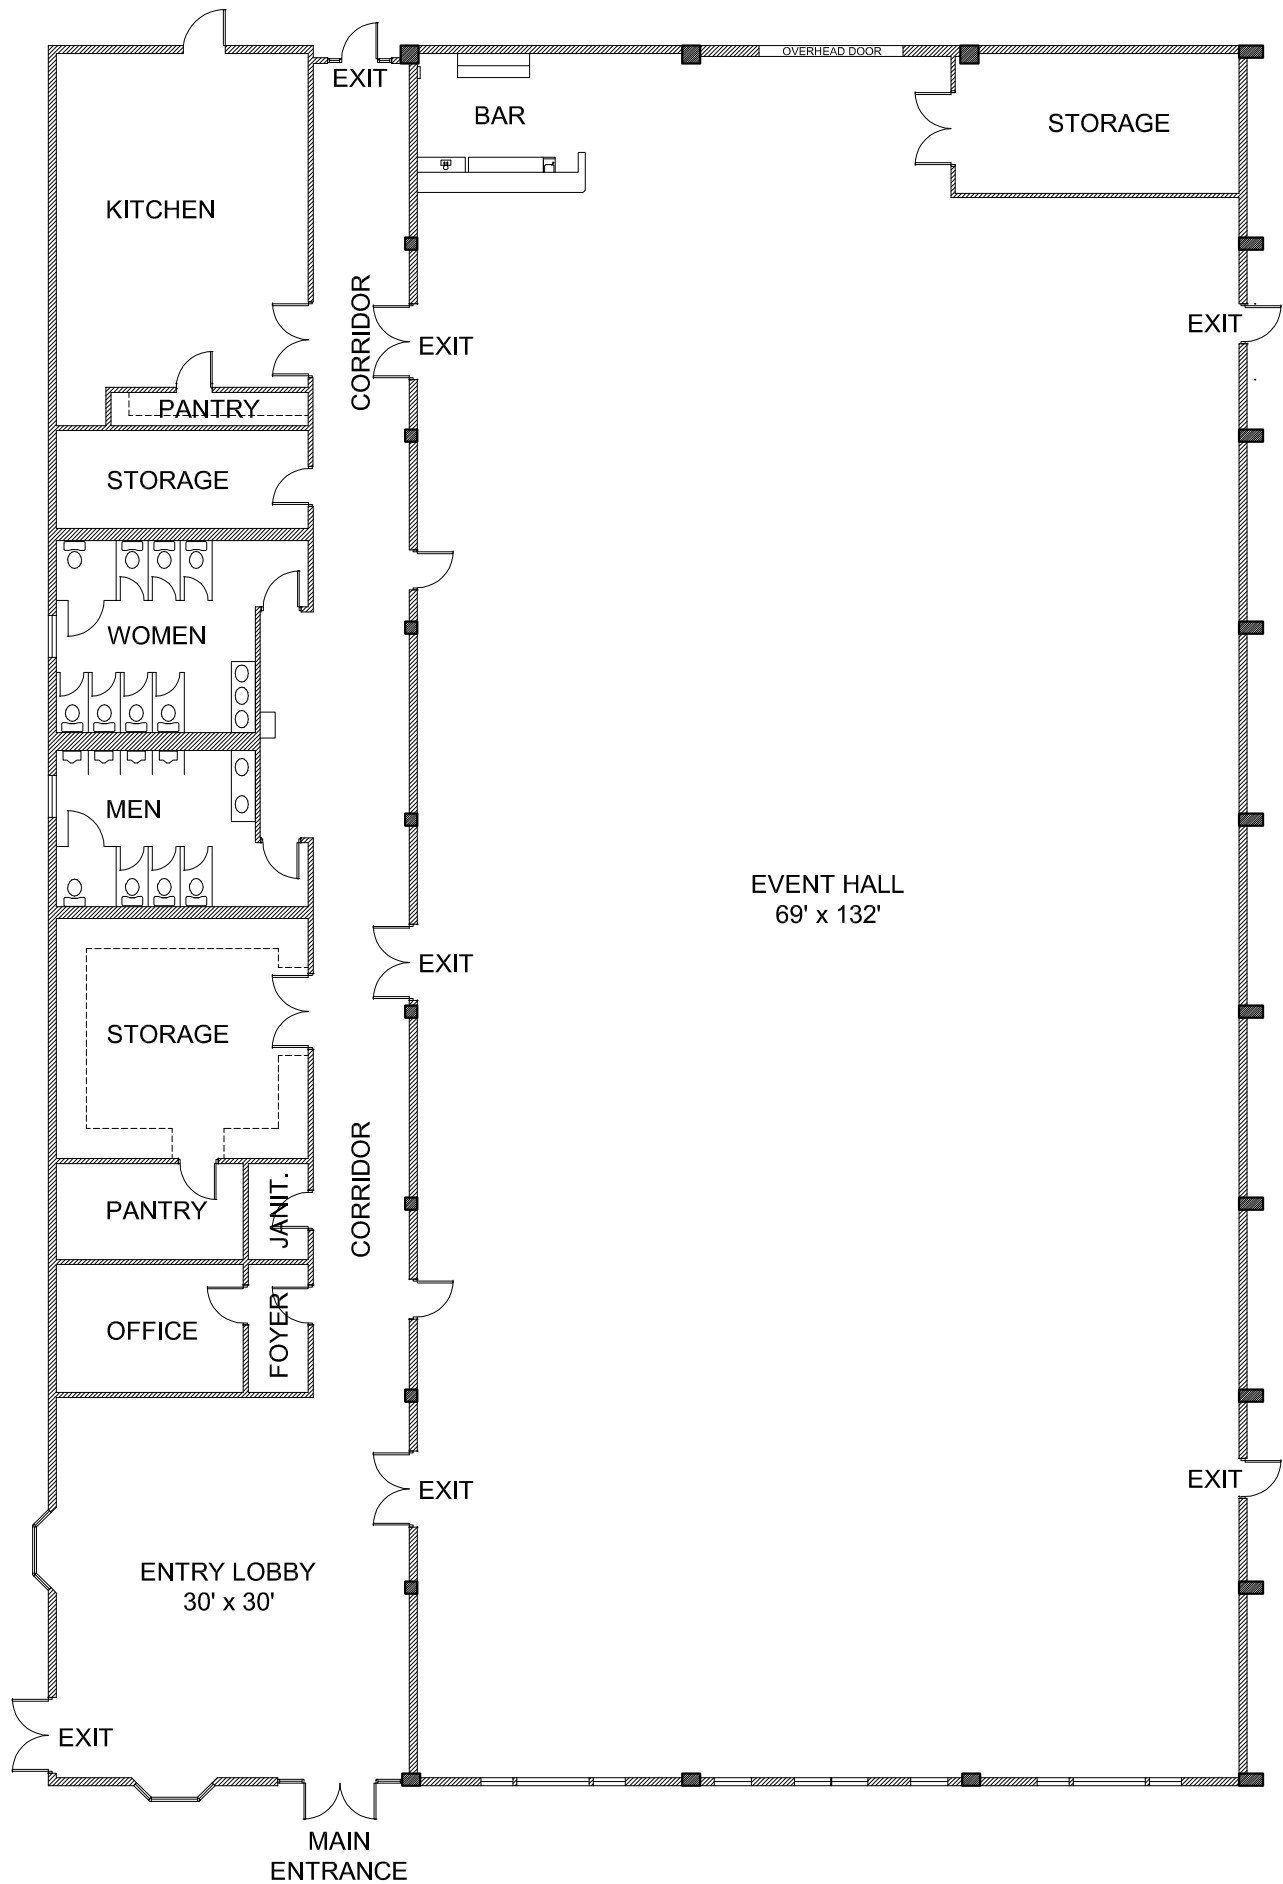 OVERHEAD DOOR
EXIT
BAR
STORAGE
KITCHEN
CORRIDOR
EXIT
EXIT
PANTRY
STORAGE
WOMEN
MEN
EVENT HALL
69' x 132'
EXIT
STORAGE
CORRIDOR
PANTRY
JANIT.
OFFICE
FOYER
EXIT
EXIT
ENTRY LOBBY
30' x 30'
EXIT
MAIN
ENTRANCE